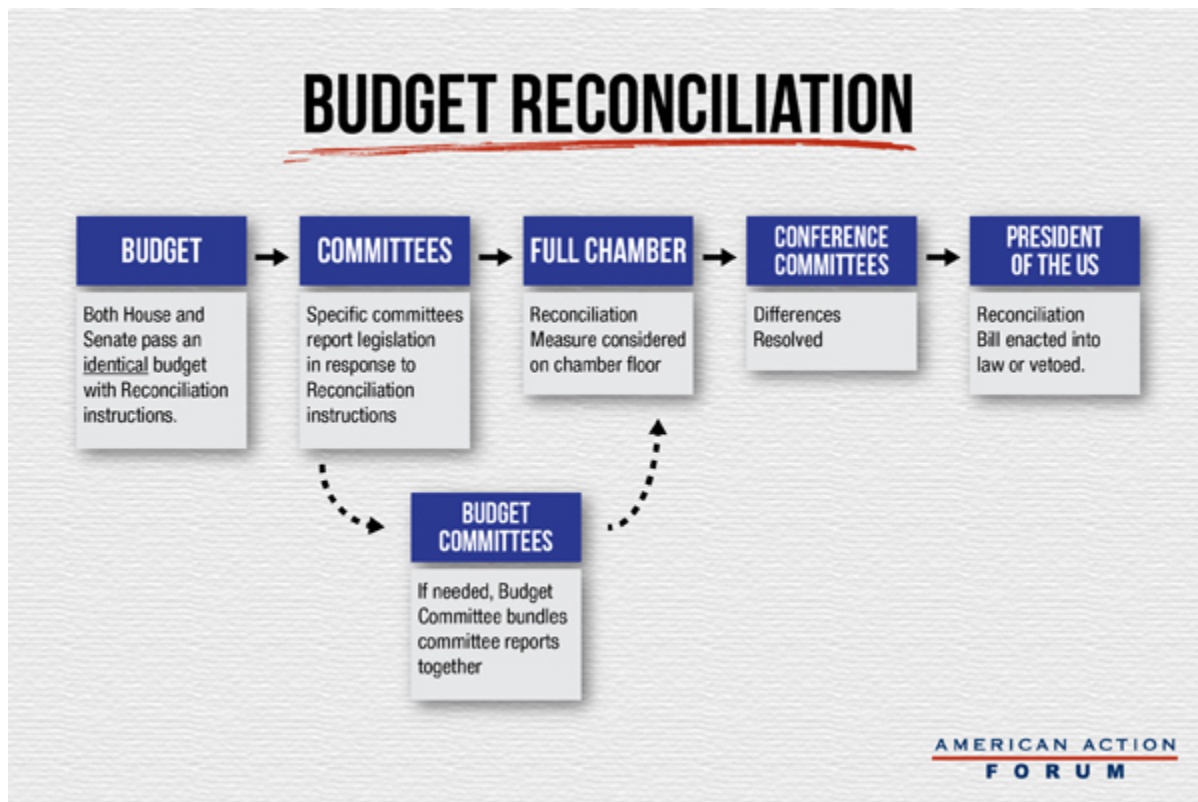 BUDGET RECONCILIATION
BUDGET
Both House and
Senate pass an
identical budget
with Reconciliation
instructions.
COMMITTEES
Specific committees
report legislation
in response to
Reconciliation
instructions
FULL CHAMBER
Reconciliation
Measure considered
on chamber floor
CONFERENCE
COMMITTEES
Differences
Resolved
PRESIDENT
OF THE US
Reconciliation
Bill enacted into
law or vetoed.
BUDGET
COMMITTEES
If needed, Budget
Committee bundles
committee reports
together
AMERICAN ACTION
FORUM